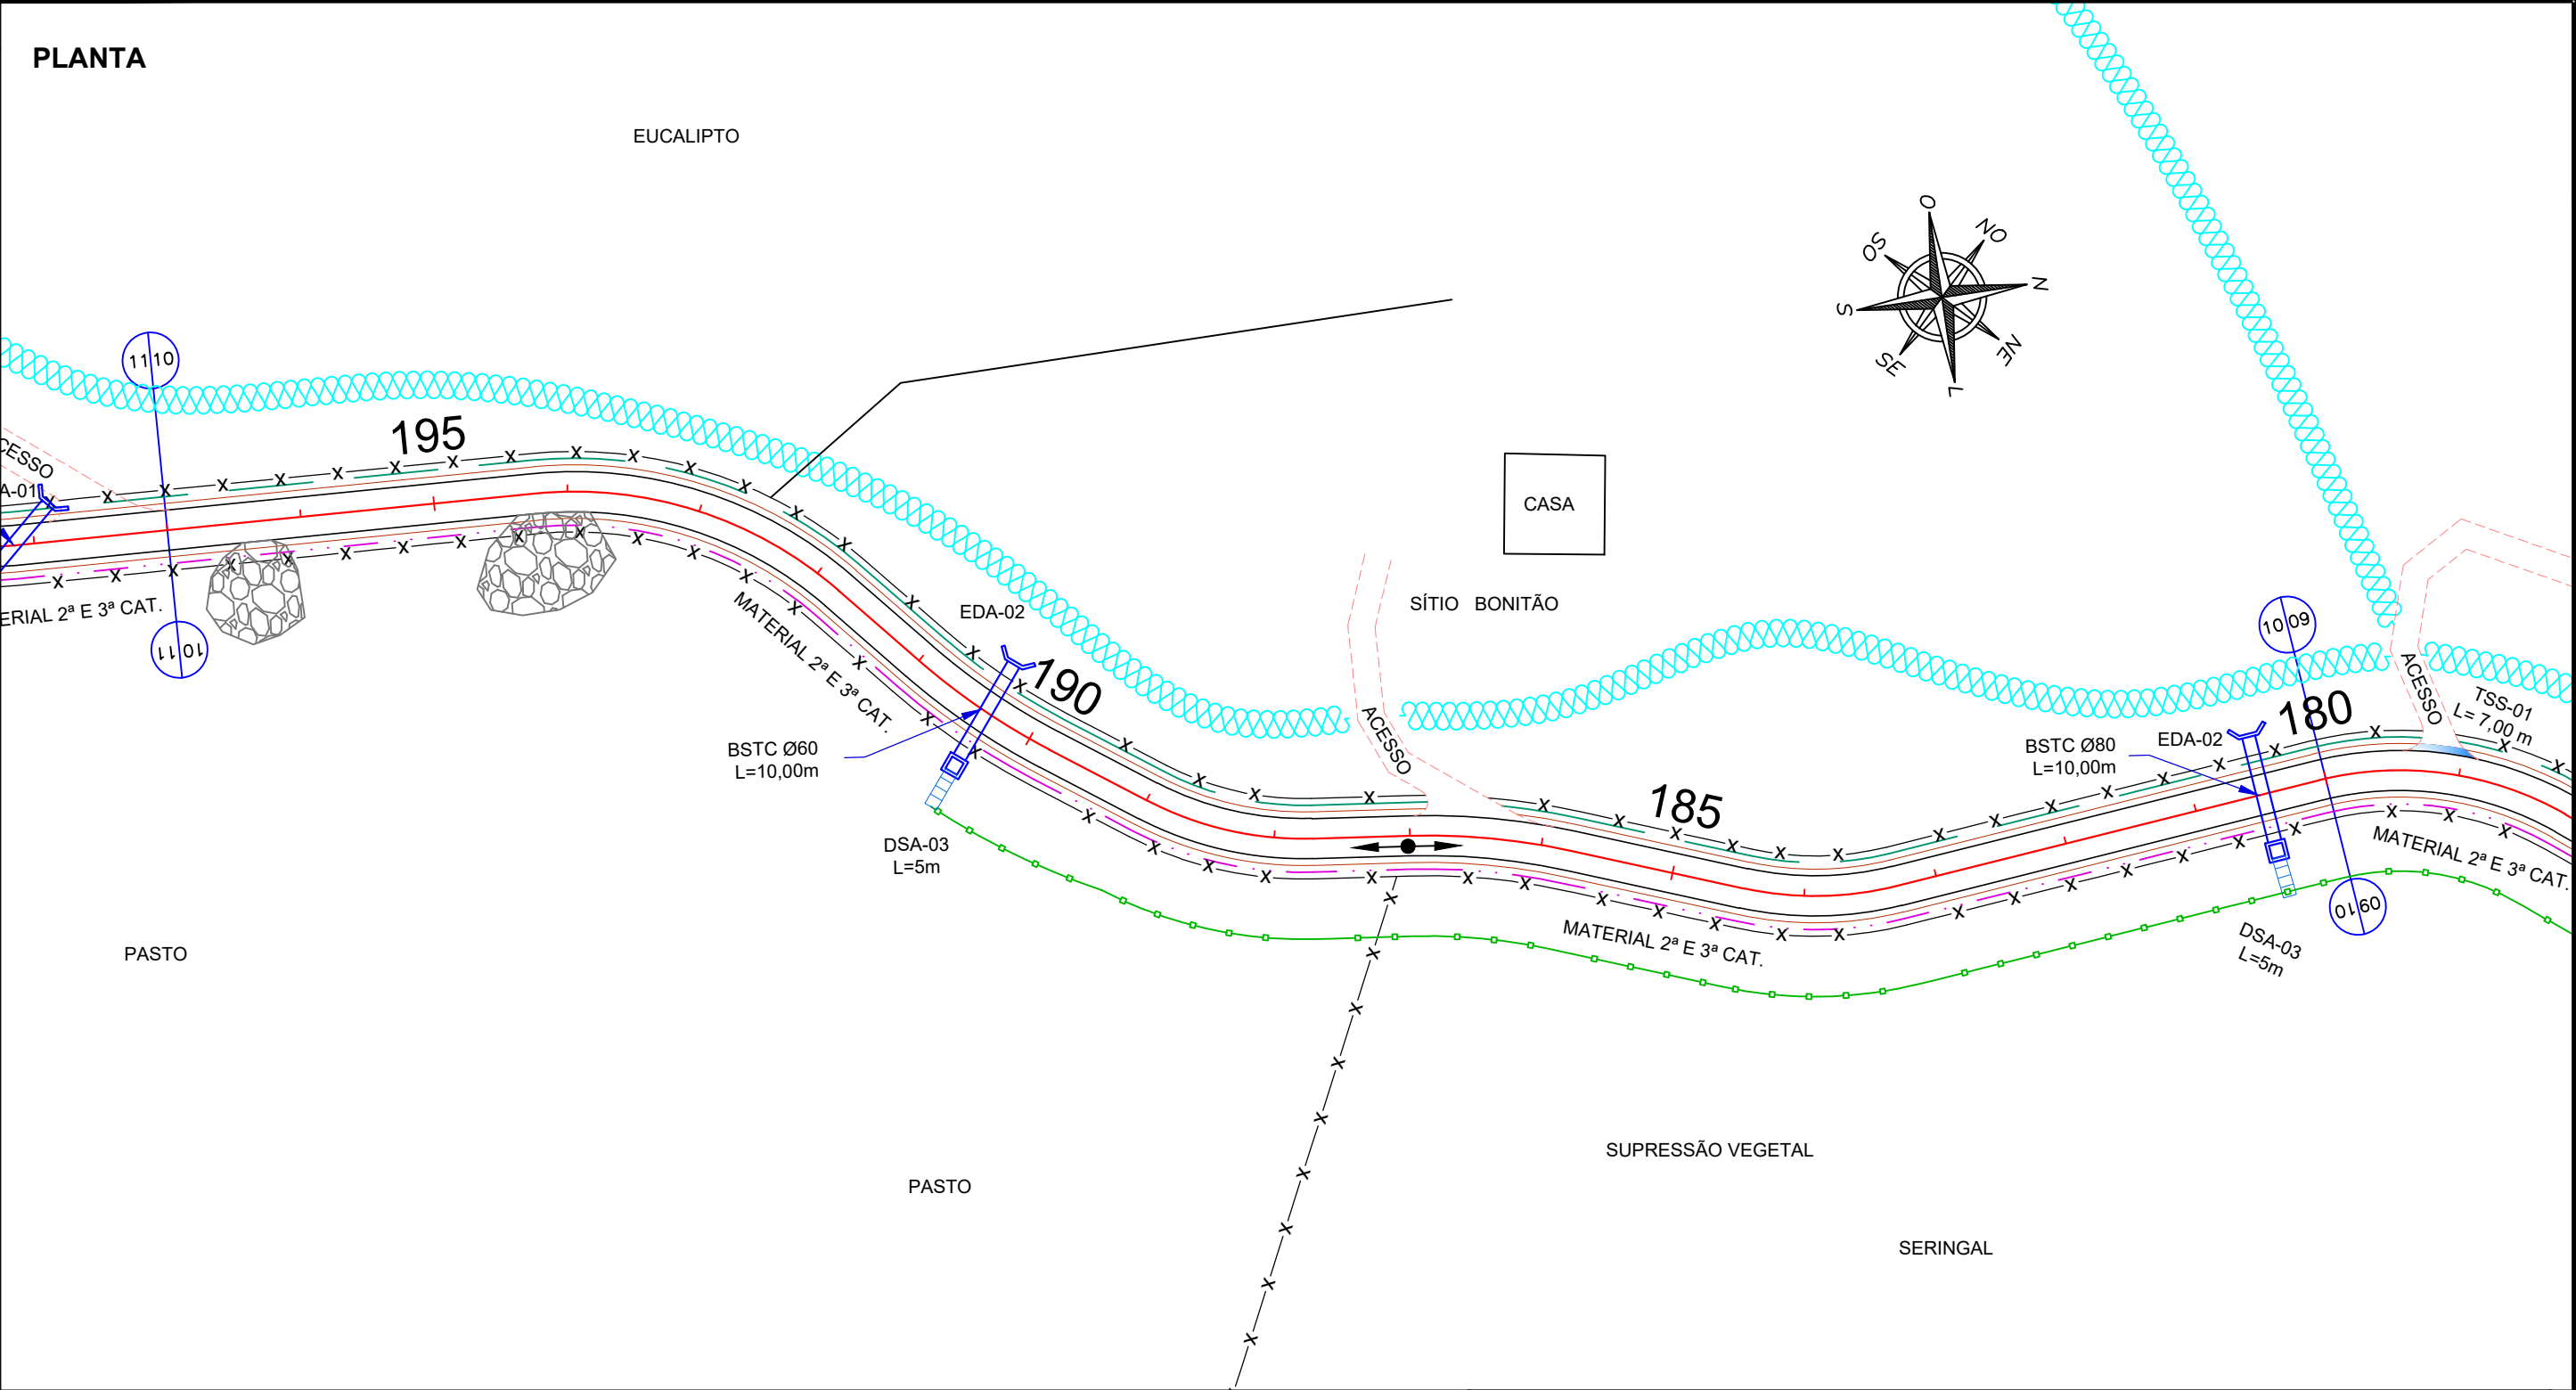 PLANTA
EUCALIPTO
O
NO
N
NE
L
SE
S
SO
11 10
195
CESSO
A-01
ERIAL 2ª E 3ª CAT.
10 11
MATERIAL 2ª E 3ª CAT.
EDA-02
190
BSTC Ø60
L=10,00m
DSA-03
L=5m
CASA
SÍTIO BONITÃO
ACESSO
185
MATERIAL 2ª E 3ª CAT.
10 09
ACESSO
TSS-01
L= 7,00 m
180
EDA-02
BSTC Ø80
L=10,00m
MATERIAL 2ª E 3ª CAT.
09 10
DSA-03
L=5m
PASTO
PASTO
SUPRESSÃO VEGETAL
SERINGAL